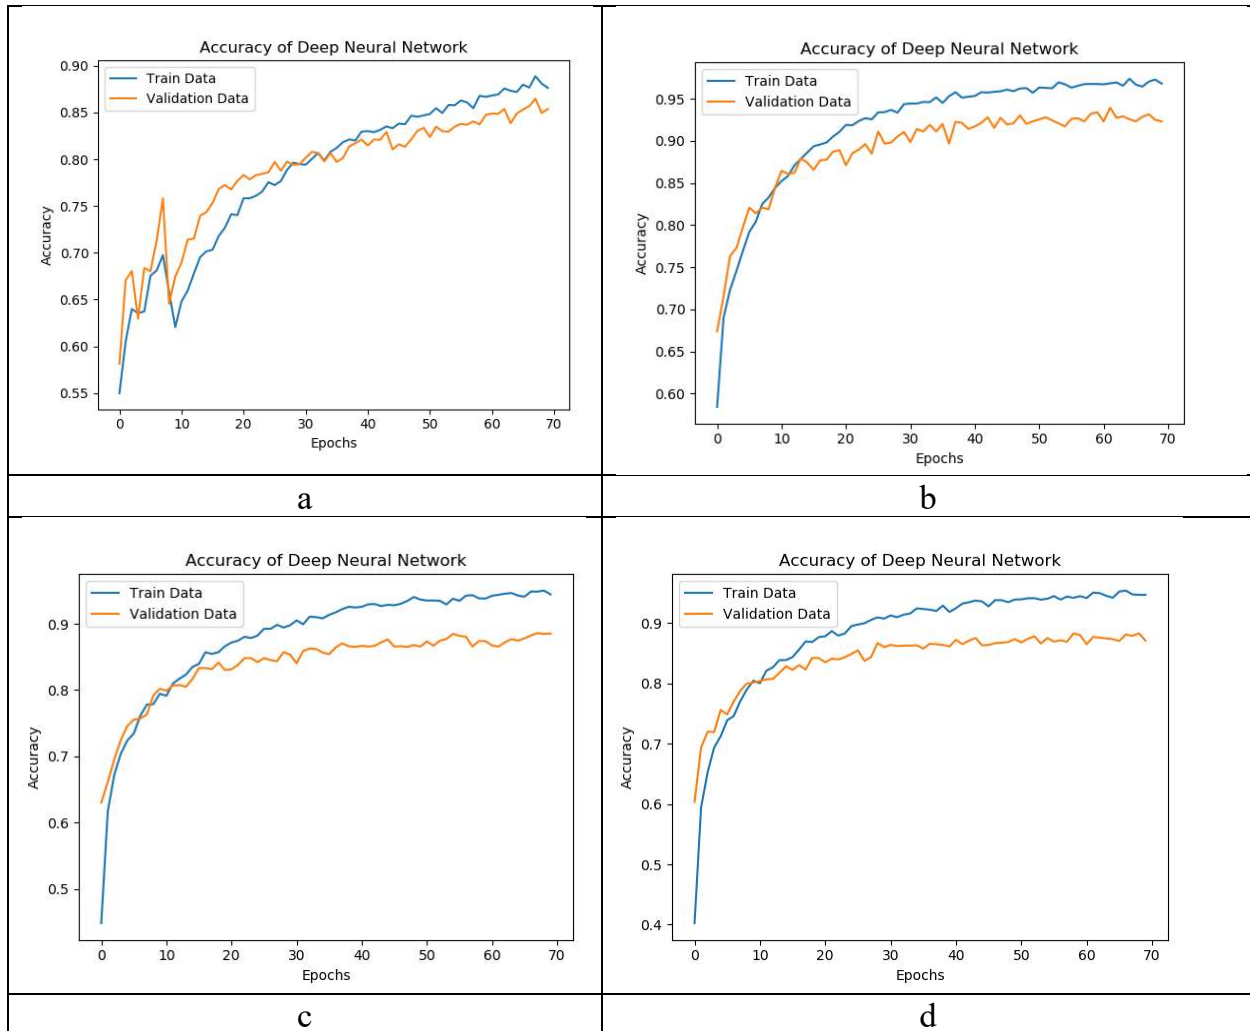 Accuracy of Deep Neural Network
Train Data
Validation Data
0.90
0.85
0.80
0.75
0.70
0.65
0.60
0.55
Accuracy
0 10 20 30 40 50 60 70
Epochs
a
Accuracy of Deep Neural Network
Train Data
Validation Data
0.95
0.90
0.85
0.80
0.75
0.70
0.65
0.60
Accuracy
0 10 20 30 40 50 60 70
Epochs
b
Accuracy of Deep Neural Network
Train Data
Validation Data
0.9
0.8
0.7
0.6
0.5
Accuracy
0 10 20 30 40 50 60 70
Epochs
c
Accuracy of Deep Neural Network
Train Data
Validation Data
0.9
0.8
0.7
0.6
0.5
0.4
Accuracy
0 10 20 30 40 50 60 70
Epochs
d